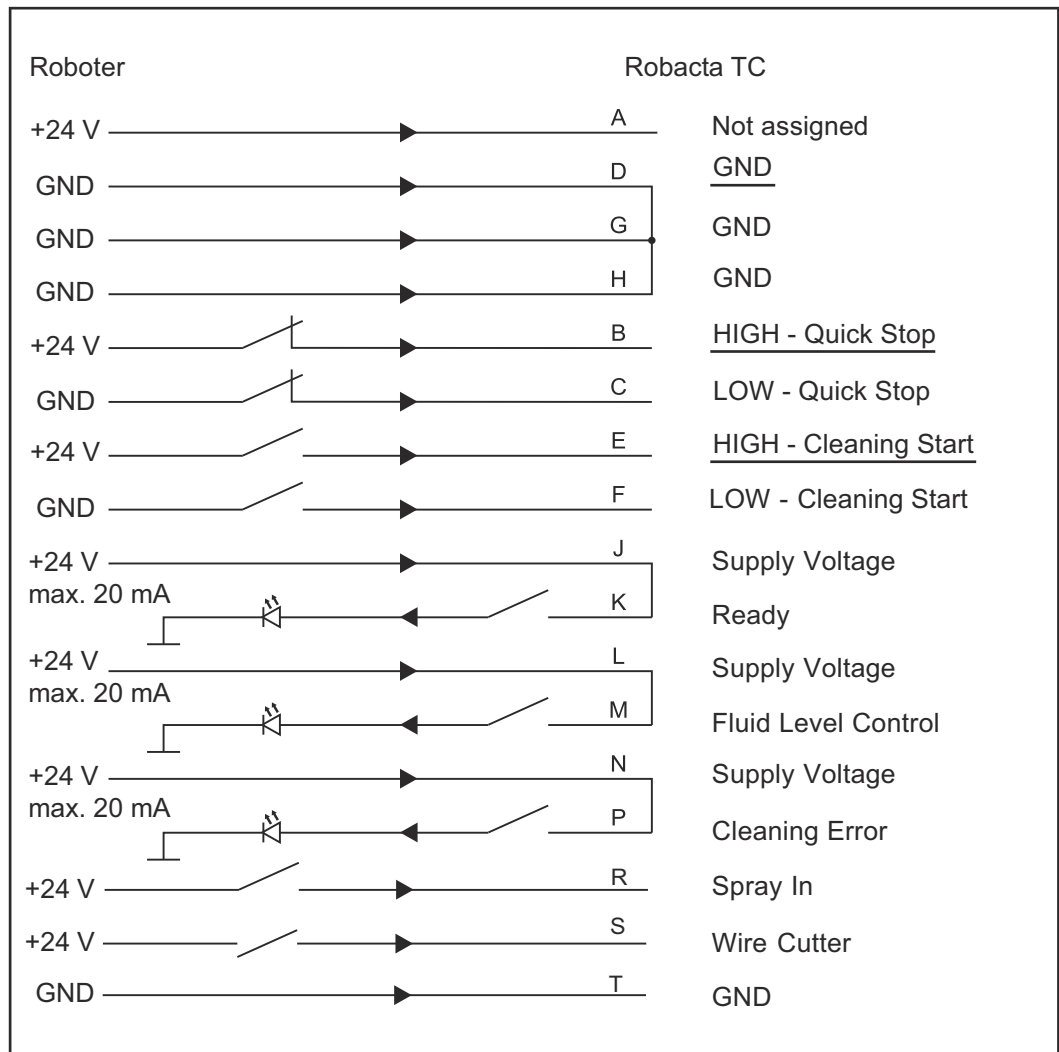 Roboter Robacta TC
+24 V A Not assigned
GND D GND
GND G GND
GND H GND
+24 V B HIGH - Quick Stop
GND C LOW - Quick Stop
+24 V E HIGH - Cleaning Start
GND F LOW - Cleaning Start
+24 V J Supply Voltage
max. 20 mA K Ready
+24 V L Supply Voltage
max. 20 mA M Fluid Level Control
+24 V N Supply Voltage
max. 20 mA P Cleaning Error
+24 V R Spray In
+24 V S Wire Cutter
GND T GND